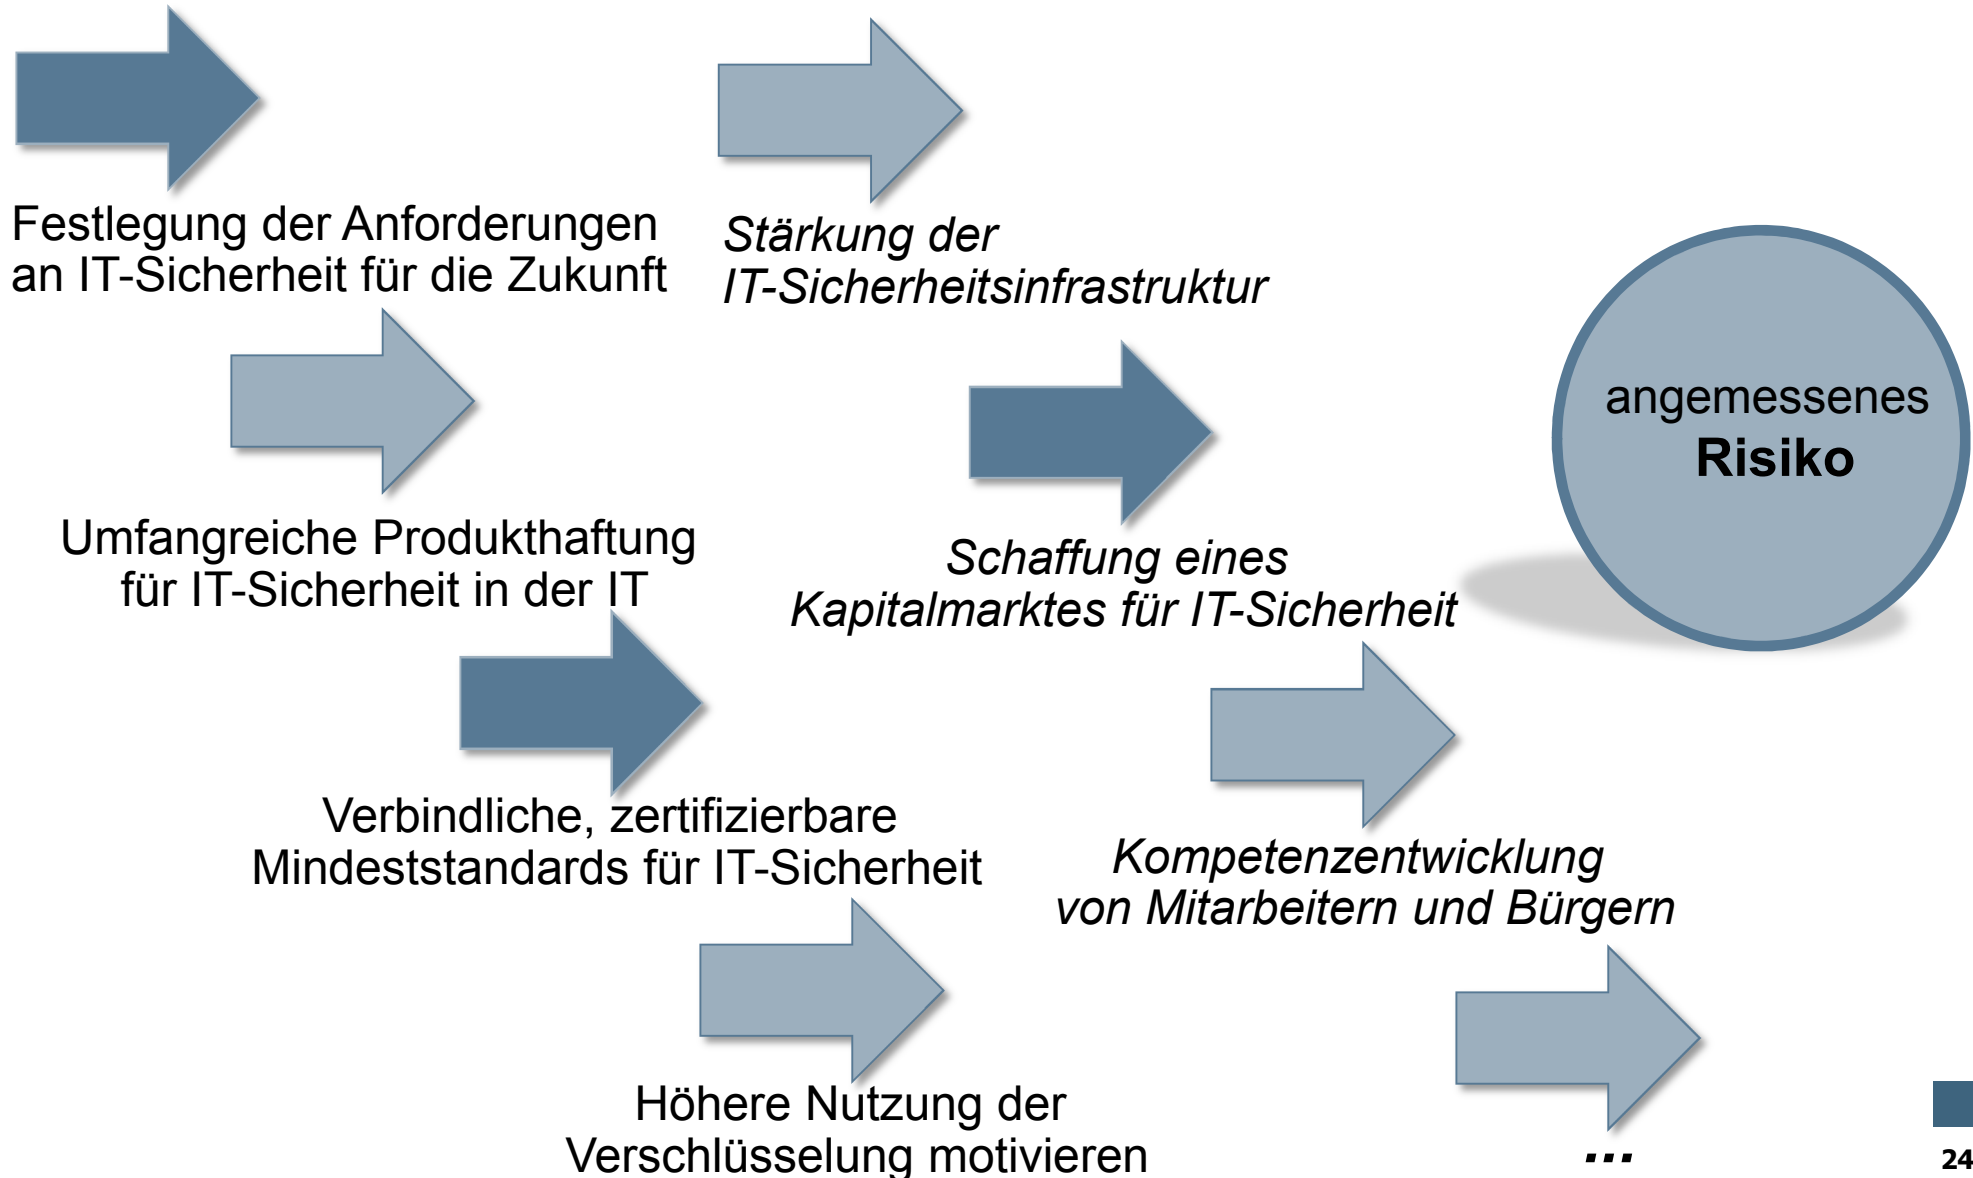 Festlegung der Anforderungen
an IT-Sicherheit für die Zukunft
Umfangreiche Produkthaftung
für IT-Sicherheit in der IT
Verbindliche, zertifizierbare
Mindeststandards für IT-Sicherheit
Höhere Nutzung der
Verschlüsselung motivieren
Stärkung der
IT-Sicherheitsinfrastruktur
Schaffung eines
Kapitalmarktes für IT-Sicherheit
Kompetenzentwicklung
von Mitarbeitern und Bürgern
...
angemessenes
Risiko
24